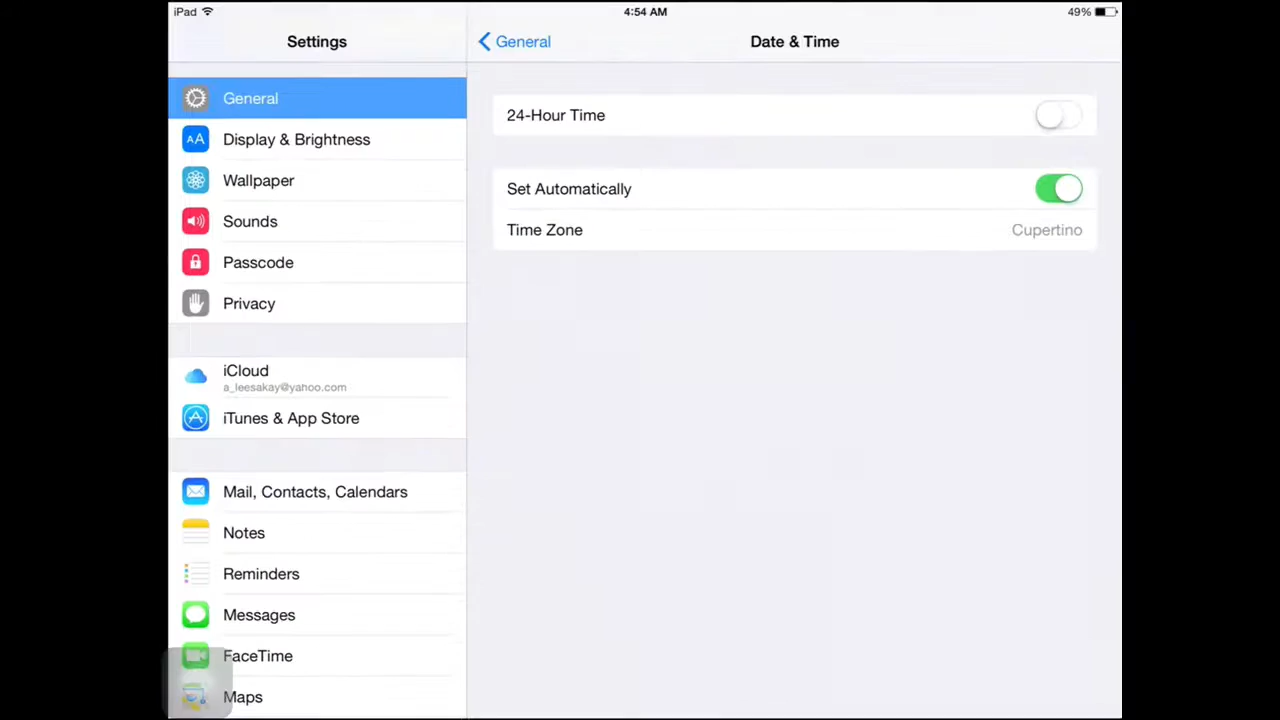 iPad 4:54 AM 49%
Settings
General
Date & Time
General
Display & Brightness
Wallpaper
Sounds
Passcode
Privacy
iCloud
a_leesakay@yahoo.com
iTunes & App Store
Mail, Contacts, Calendars
Notes
Reminders
Messages
FaceTime
Maps
24-Hour Time
Set Automatically
Time Zone Cupertino